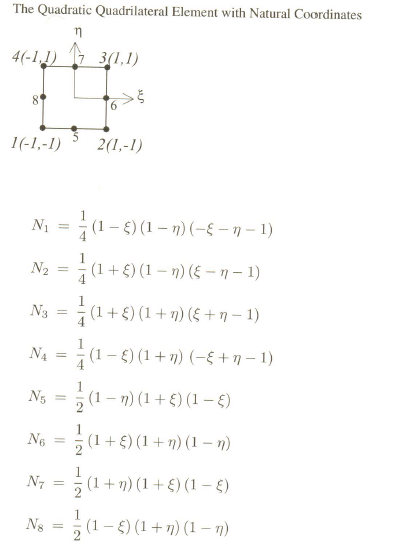 The Quadratic Quadrilateral Element with Natural Coordinates
η
4(-1,1) 7 3(1,1)
8 6 ξ
1(-1,-1) 5 2(1,-1)
N₁ = 1/4 (1 − ξ) (1 − η) (−ξ − η − 1)
N₂ = 1/4 (1 + ξ) (1 − η) (ξ − η − 1)
N₃ = 1/4 (1 + ξ) (1 + η) (ξ + η − 1)
N₄ = 1/4 (1 − ξ) (1 + η) (−ξ + η − 1)
N₅ = 1/2 (1 − η) (1 + ξ) (1 − ξ)
N₆ = 1/2 (1 + ξ) (1 + η) (1 − η)
N₇ = 1/2 (1 + η) (1 + ξ) (1 − ξ)
N₈ = 1/2 (1 − ξ) (1 + η) (1 − η)